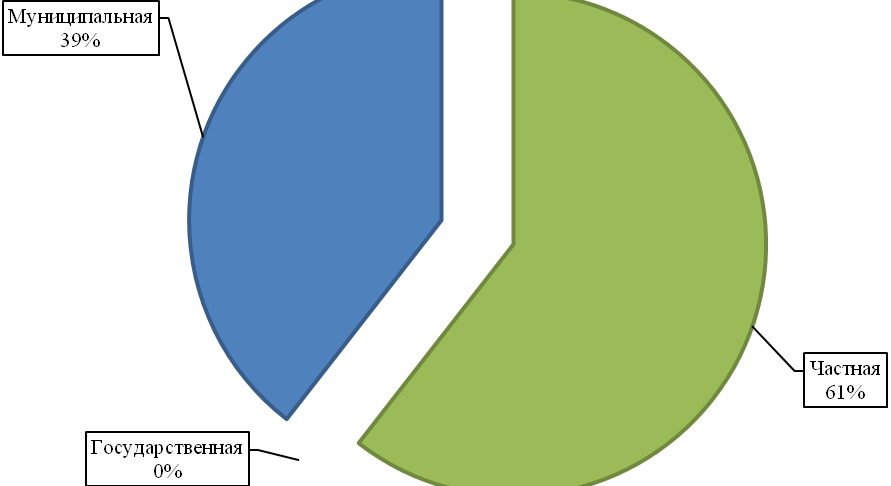 Муниципальная
39%
Частная
61%
Государственная
0%